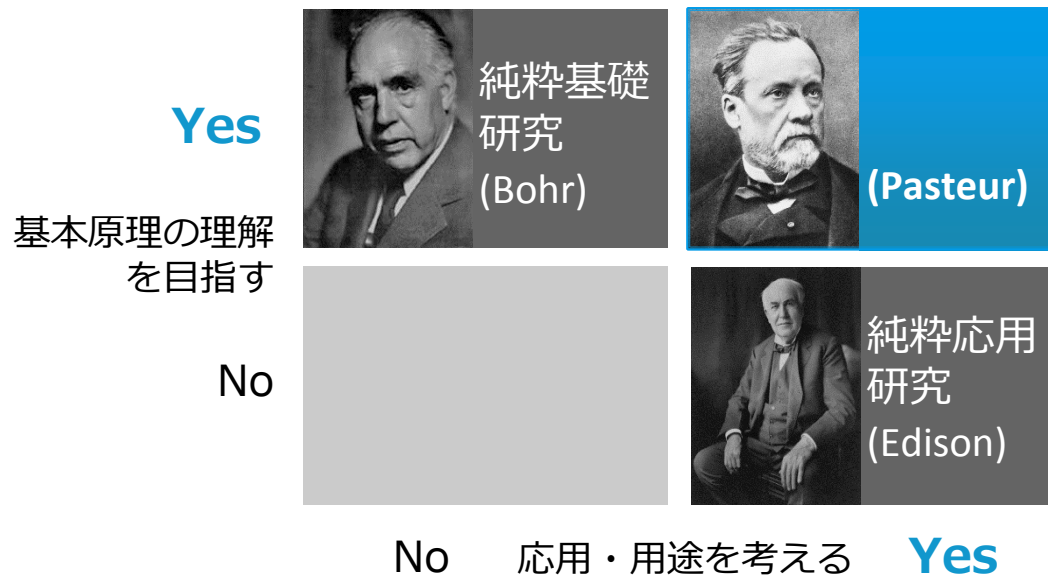 Yes
基本原理の理解
を目指す
No
純粋基礎
研究
(Bohr)
(Pasteur)
純粋応用
研究
(Edison)
No 応用・用途を考える Yes